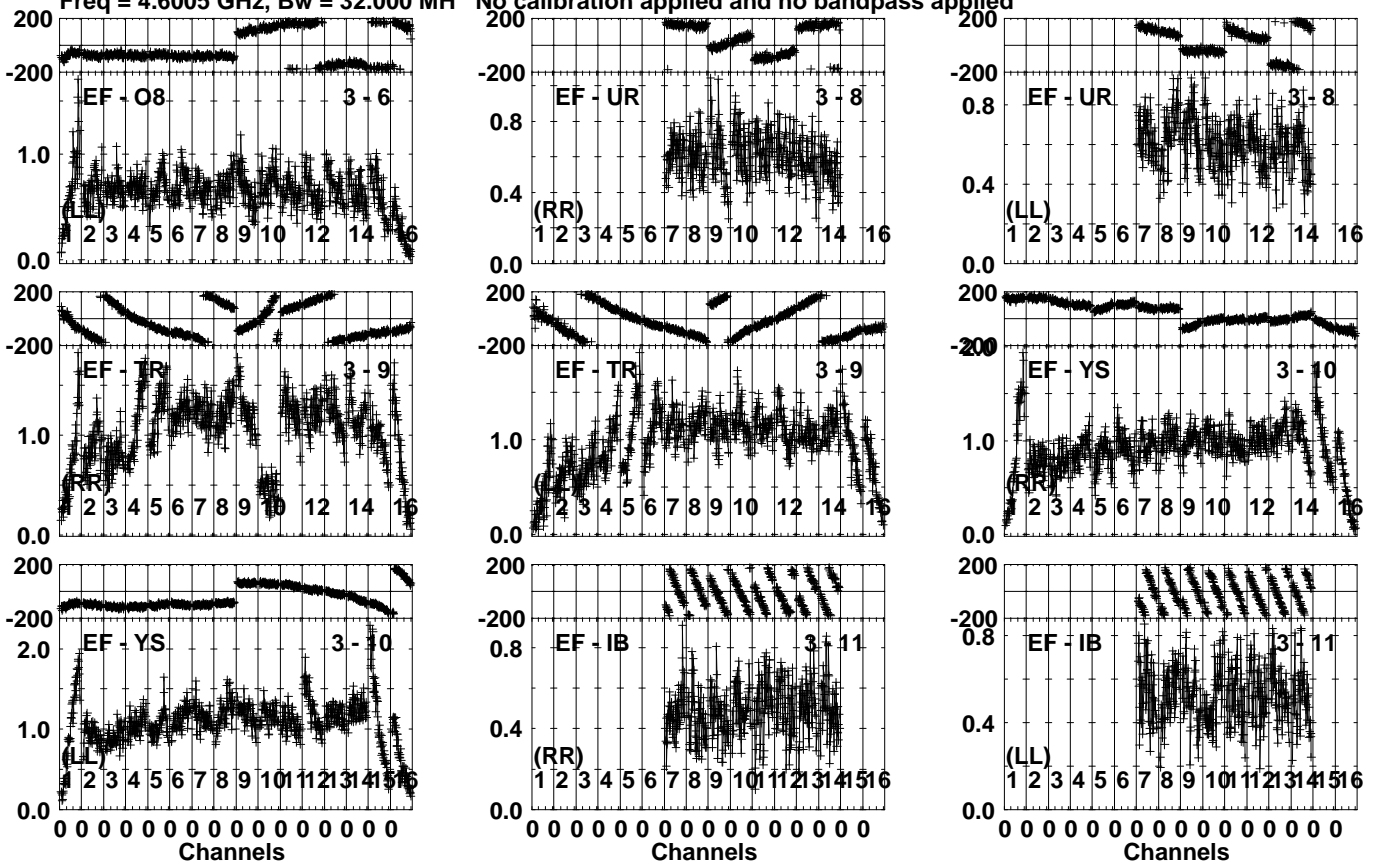 Freq = 4.6005 GHz, Bw = 32.000 MH No calibration applied and no bandpass applied
200 200 200
-200 -200 -200
EF - O8 3 - 6 EF - UR 3 - 8 EF - UR 3 - 8
1.0 0.8 0.8
0.4 0.4
(LL) (RR) (LL)
1 2 3 4 5 6 7 8 9 10 12 14 16 1 2 3 4 5 6 7 8 9 10 12 14 16 1 2 3 4 5 6 7 8 9 10 12 14 16
0.0 0.0 0.0
200 200 200
-200 -200 -200
2.0
EF - TR 3 - 9 EF - TR 3 - 9 EF - YS 3 - 10
1.0 1.0 1.0
(RR) (LL) (RR)
2 3 4 5 6 7 8 9 10 12 14 16 1 2 3 4 5 6 7 8 9 10 12 14 16 1 2 3 4 5 6 7 8 9 10 12 14 16
0.0 0.0 0.0
200 200 200
-200 -200 -200
EF - YS 3 - 10 EF - IB 3 - 11 EF - IB 3 - 11
2.0 0.8 0.8
1.0 0.4 0.4
(LL) (RR) (LL)
1 2 3 4 5 6 7 8 9 10 11 12 13 14 15 16 1 2 3 4 5 6 7 8 9 10 11 12 13 14 15 16 1 2 3 4 5 6 7 8 9 10 11 12 13 14 15 16
0.0 0.0 0.0
0 0 0 0 0 0 0 0 0 0 0 0 0 0 0 0 0 0 0 0 0 0 0 0 0 0 0 0 0 0 0 0 0 0 0 0 0 0 0 0 0 0 0 0 0 0 0 0
Channels Channels Channels